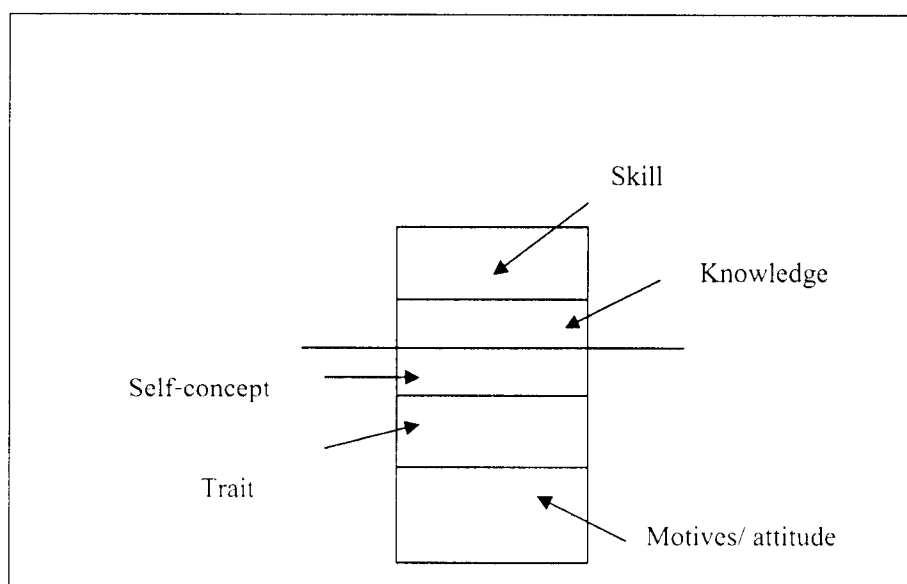 Skill
Knowledge
Self-concept
Trait
Motives/ attitude